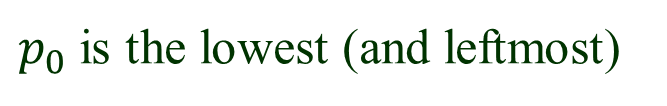 p₀ is the lowest (and leftmost)